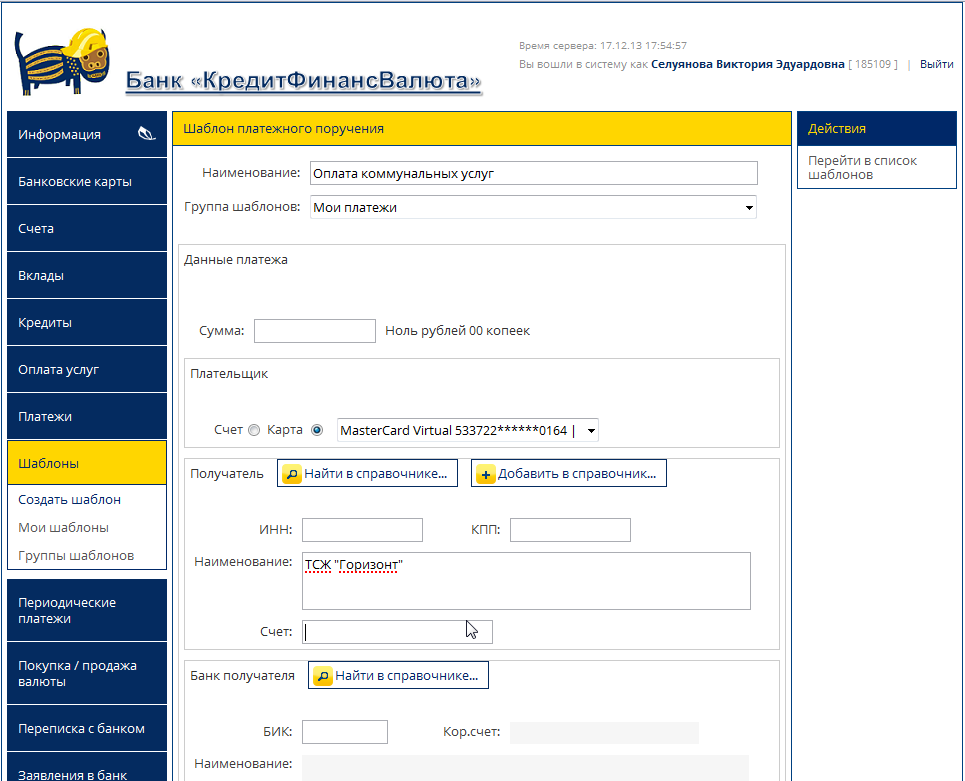 Банк «КредитФинансВалюта»
Время сервера: 17.12.13 17:54:57
Вы вошли в систему как Селуянова Виктория Эдуардовна [ 185109 ] | Выйти
Информация
Банковские карты
Счета
Вклады
Кредиты
Оплата услуг
Платежи
Шаблоны
Создать шаблон
Мои шаблоны
Группы шаблонов
Периодические
платежи
Покупка / продажа
валюты
Переписка с банком
Заявления в банк
Шаблон платежного поручения
Наименование: Оплата коммунальных услуг
Группа шаблонов: Мои платежи
Данные платежа
Сумма: Ноль рублей 00 копеек
Плательщик
Счет Карта MasterCard Virtual 533722******0164 |
Получатель Найти в справочнике... Добавить в справочник...
ИНН: КПП:
Наименование: ТСЖ "Горизонт"
Счет:
Банк получателя Найти в справочнике...
БИК: Кор.счет:
Наименование:
Действия
Перейти в список
шаблонов